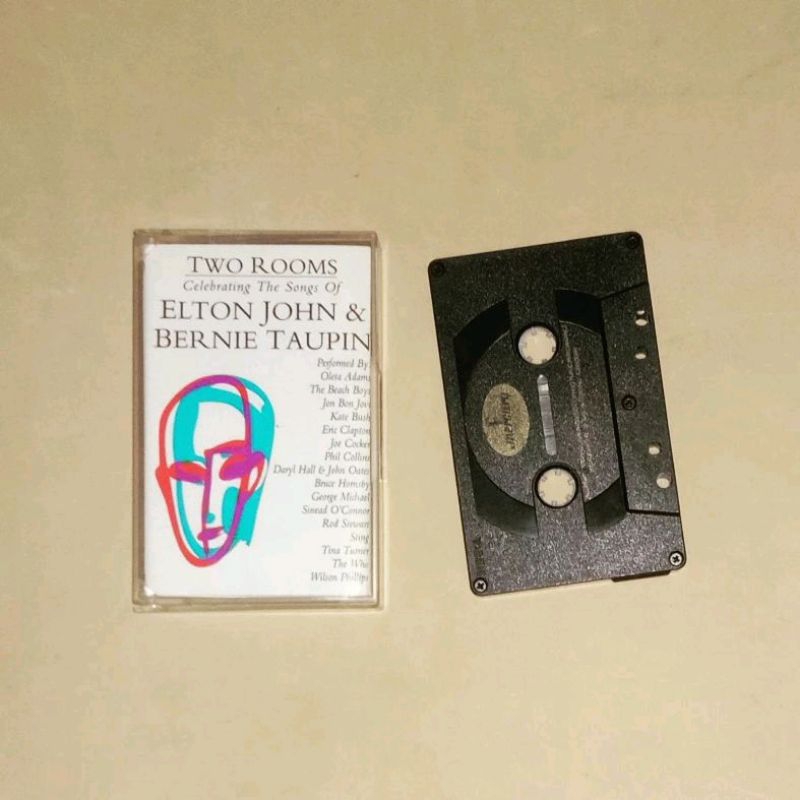 TWO ROOMS
Celebrating The Songs Of
ELTON JOHN &
BERNIE TAUPIN
Performed By
Oleta Adams
The Beach Boys
Jon Bon Jovi
Kate Bush
Eric Clapton
Joe Cocker
Phil Collins
Daryl Hall & John Oates
Bruce Hornsby
George Michael
Sinead O'Connor
Rod Stewart
Sting
Tina Turner
The Who
Wilson Phillips
mercury